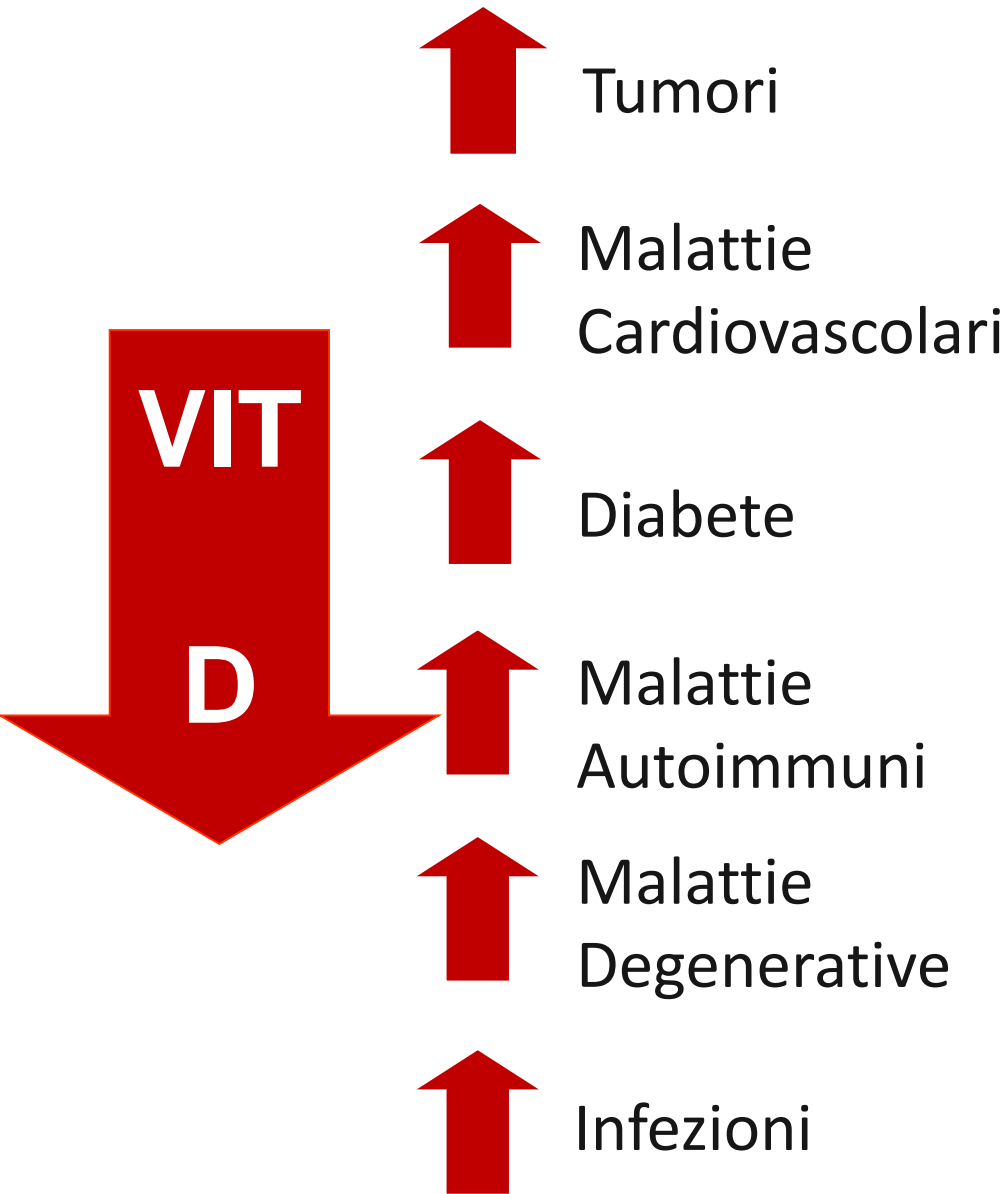 Tumori
Malattie
Cardiovascolari
VIT
D
Diabete
Malattie
Autoimmuni
Malattie
Degenerative
Infezioni